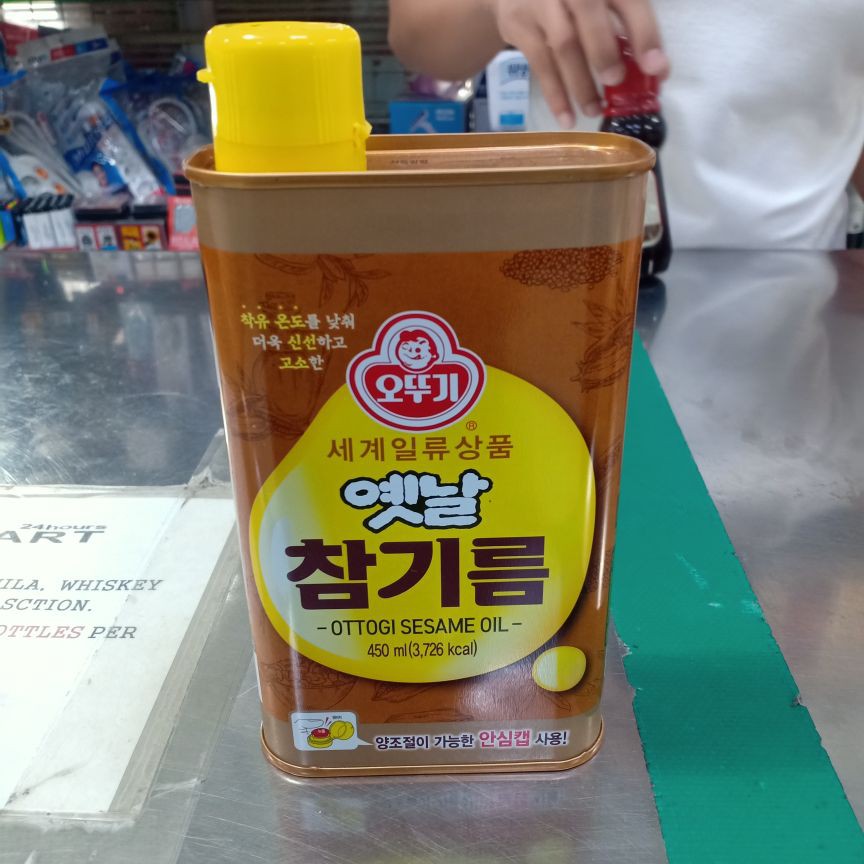 착유 온도를 낮춰
더욱 신선하고
고소한
오뚜기
®
세계일류상품
옛날
참기름
- OTTOGI SESAME OIL -
450 ml(3,726 kcal)
양조절이 가능한 안심캡 사용!
24hours
ART
ILA. WHISKEY
SCTION.
OTTLES PER